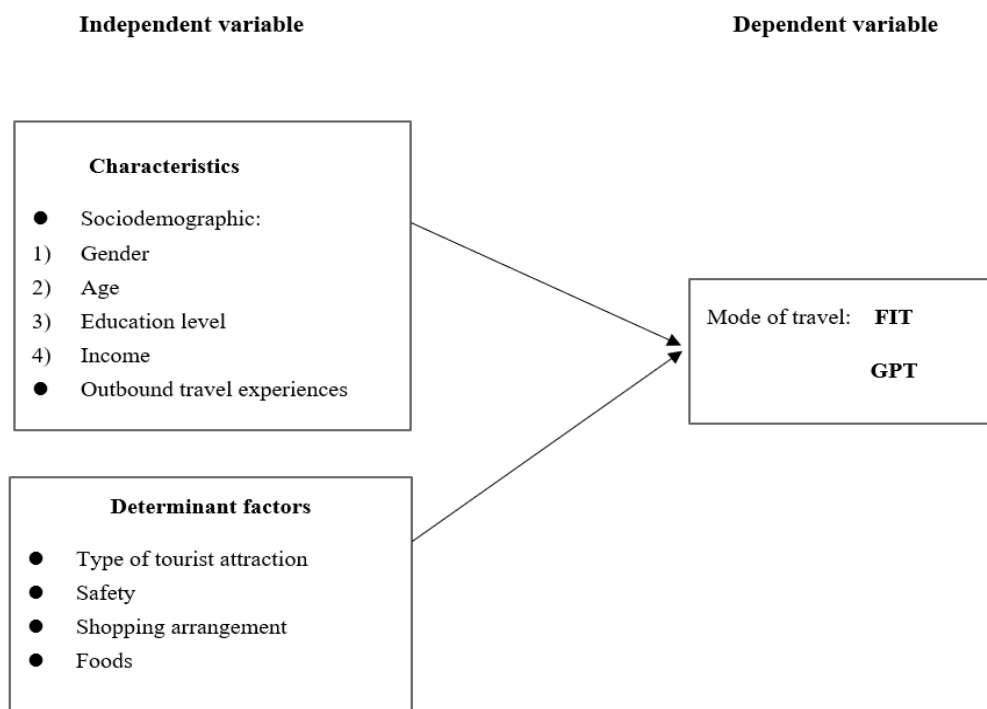 Independent variable
Dependent variable
Characteristics
● Sociodemographic:
1) Gender
2) Age
3) Education level
4) Income
● Outbound travel experiences
Mode of travel: FIT
GPT
Determinant factors
● Type of tourist attraction
● Safety
● Shopping arrangement
● Foods